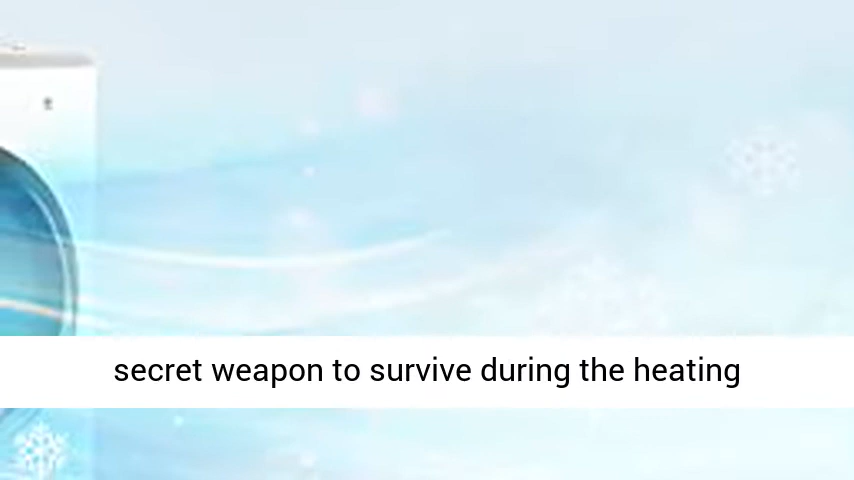 secret weapon to survive during the heating